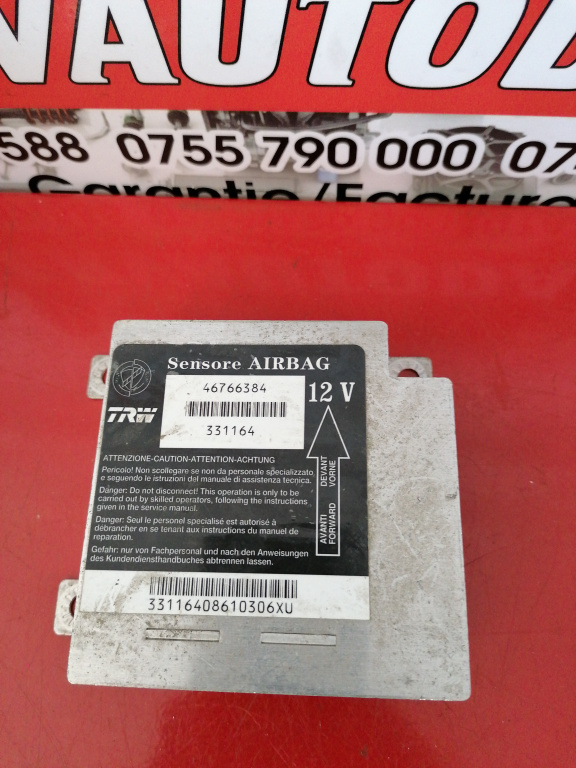 NAUTOD
588 0755 790 000 07
Garantie/Factura
Sensore AIRBAG
46766384
12 V
TRW
331164
ATTENZIONE-CAUTION-ATTENTION-ACHTUNG
Pericolo! Non scollegare se non da personale specializzato
e seguendo le istruzioni del manuale di assistenza tecnica.
Danger: Do not disconnect! This operation is only to be
carried out by skilled operators, following the instructions
given in the service manual.
Danger: Seul le personel spécialisé est autorisé à
débrancher en se tenant aux instructions du manuel de
reparation.
Gefahr: nur von Fachpersonal und nach den Anweisungen
des Kundendiensthandbuches abtrennen lassen.
AVANTI DEVANT
FORWARD VORNE
33116408610306XU